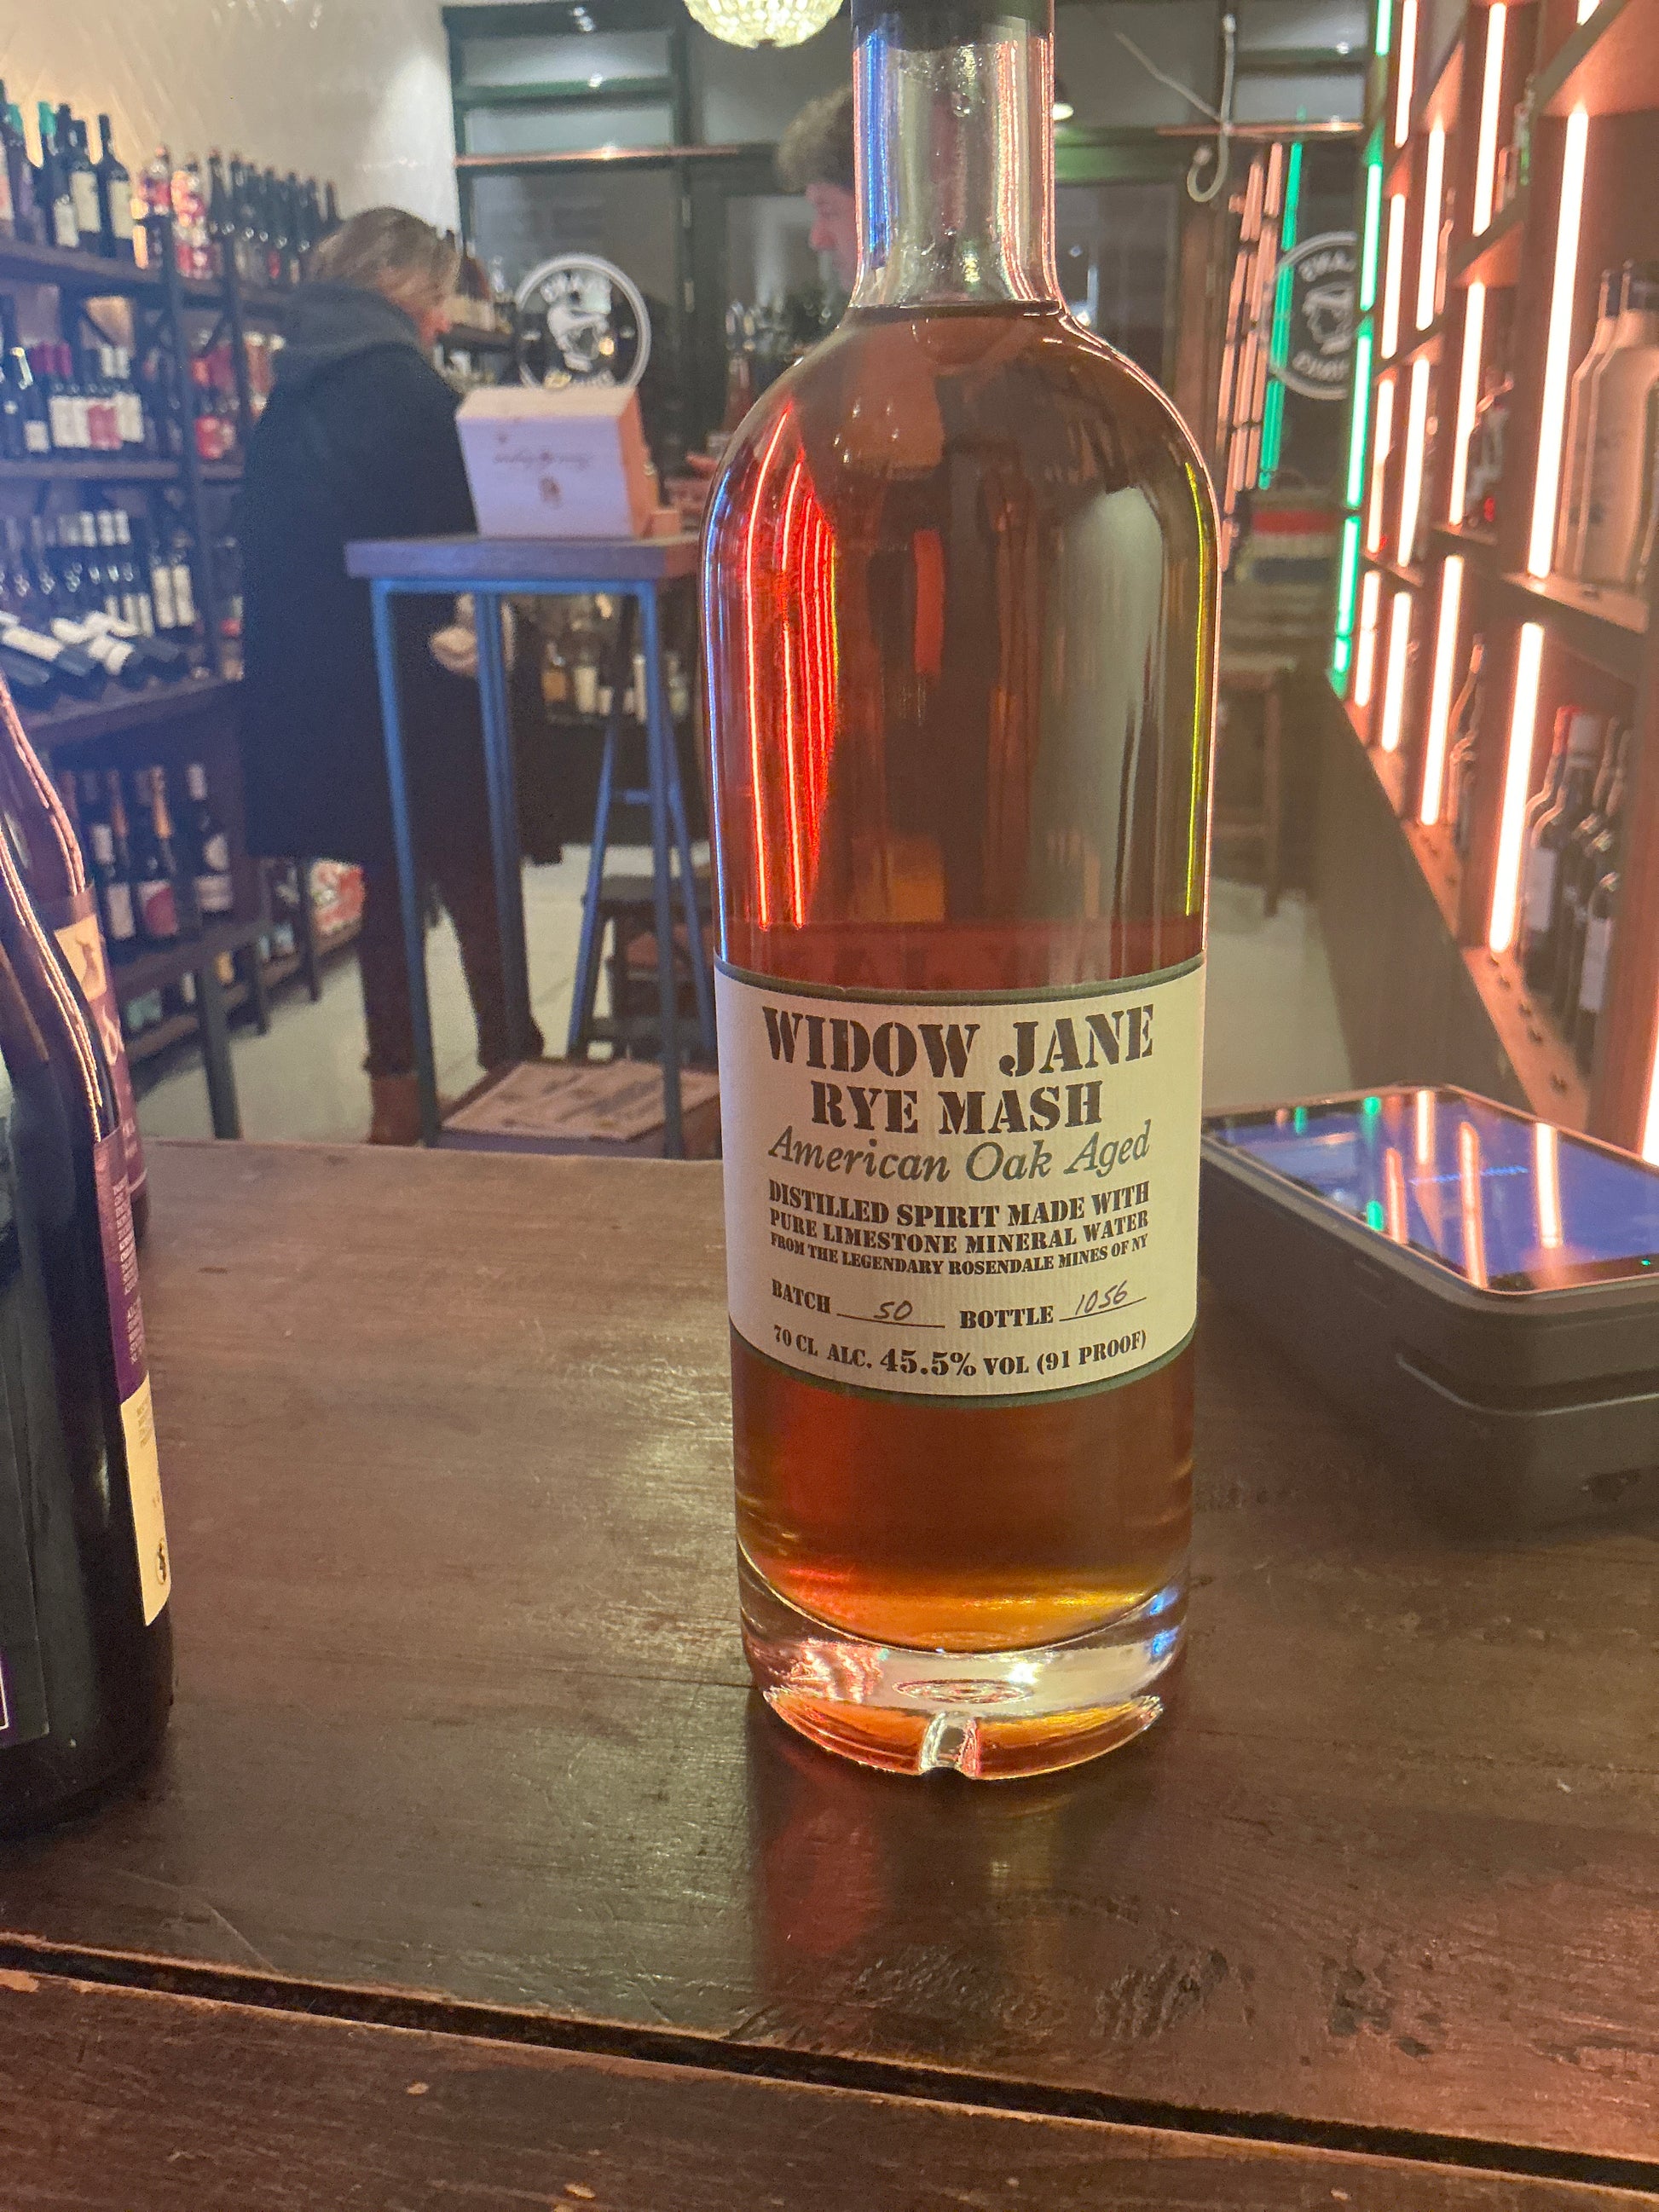 WIDOW JANE
RYE MASH
American Oak Aged
DISTILLED SPIRIT MADE WITH
PURE LIMESTONE MINERAL WATER
FROM THE LEGENDARY ROSENDALE MINES OF NY
BATCH 50 BOTTLE 1056
70 CL ALC. 45.5% VOL (91 PROOF)